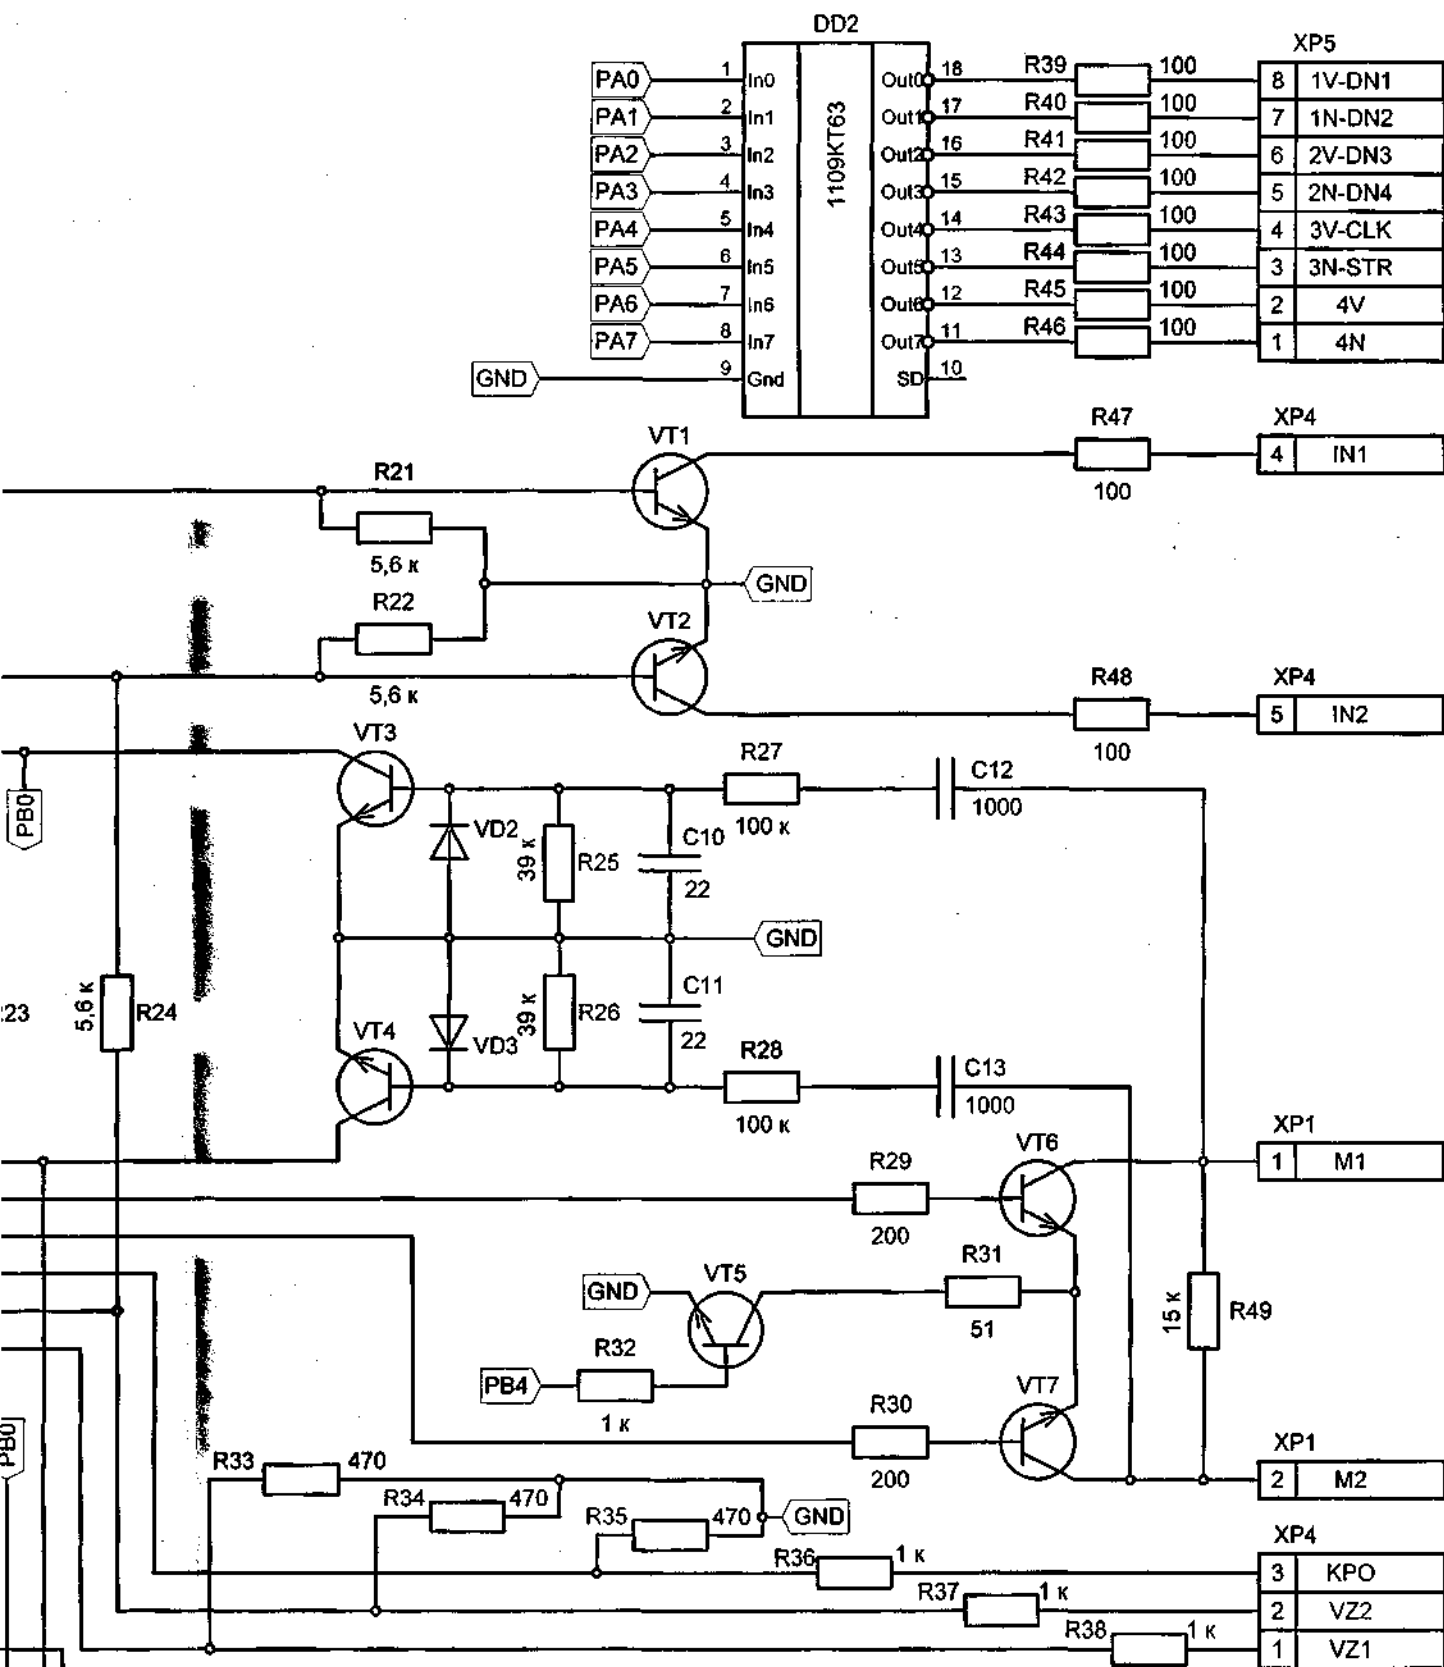 DD2
XP5
PA0 1 In0 Out0 18 R39 100 8 1V-DN1
PA1 2 In1 Out1 17 R40 100 7 1N-DN2
PA2 3 In2 Out2 16 R41 100 6 2V-DN3
PA3 4 In3 Out3 15 R42 100 5 2N-DN4
PA4 5 In4 Out4 14 R43 100 4 3V-CLK
PA5 6 In5 Out5 13 R44 100 3 3N-STR
PA6 7 In6 Out6 12 R45 100 2 4V
PA7 8 In7 Out7 11 R46 100 1 4N
GND 9 Gnd SD 10
1109КТ63
VT1 R47 XP4
4 IN1
R21
100
5,6 к
GND
R22
VT2
5,6 к
R48 XP4
5 IN2
100
VT3
R27
C12
1000
PB0
VD2
39 к
R25
C10
22
100 к
GND
5,6 к
R24
VT4
VD3
39 к
R26
C11
22
R28
C13
1000
100 к
23
VT6
XP1
1 M1
R29
200
R31
51
VT5
GND
15 к
R49
R32
PB4
1 к
VT7
R30
200
XP1
2 M2
PB0
R33 470
R34 470
R35 470
GND
XP4
R36 1 к 3 KPO
R37 1 к 2 VZ2
R38 1 к 1 VZ1